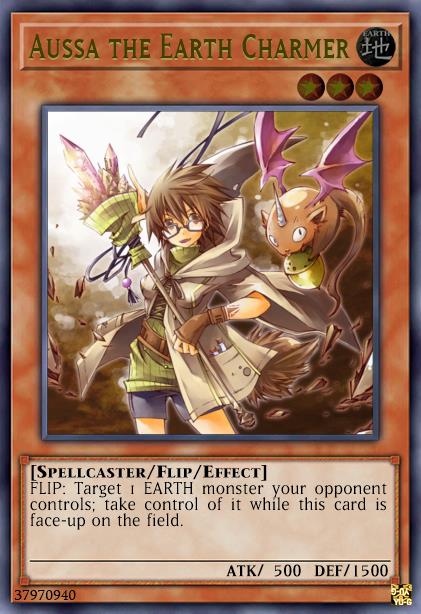 AUSSA THE EARTH CHARMER
EARTH
地
[SPELLCASTER/FLIP/EFFECT]
FLIP: Target 1 EARTH monster your opponent
controls; take control of it while this card is
face-up on the field.
ATK/ 500 DEF/1500
37970940